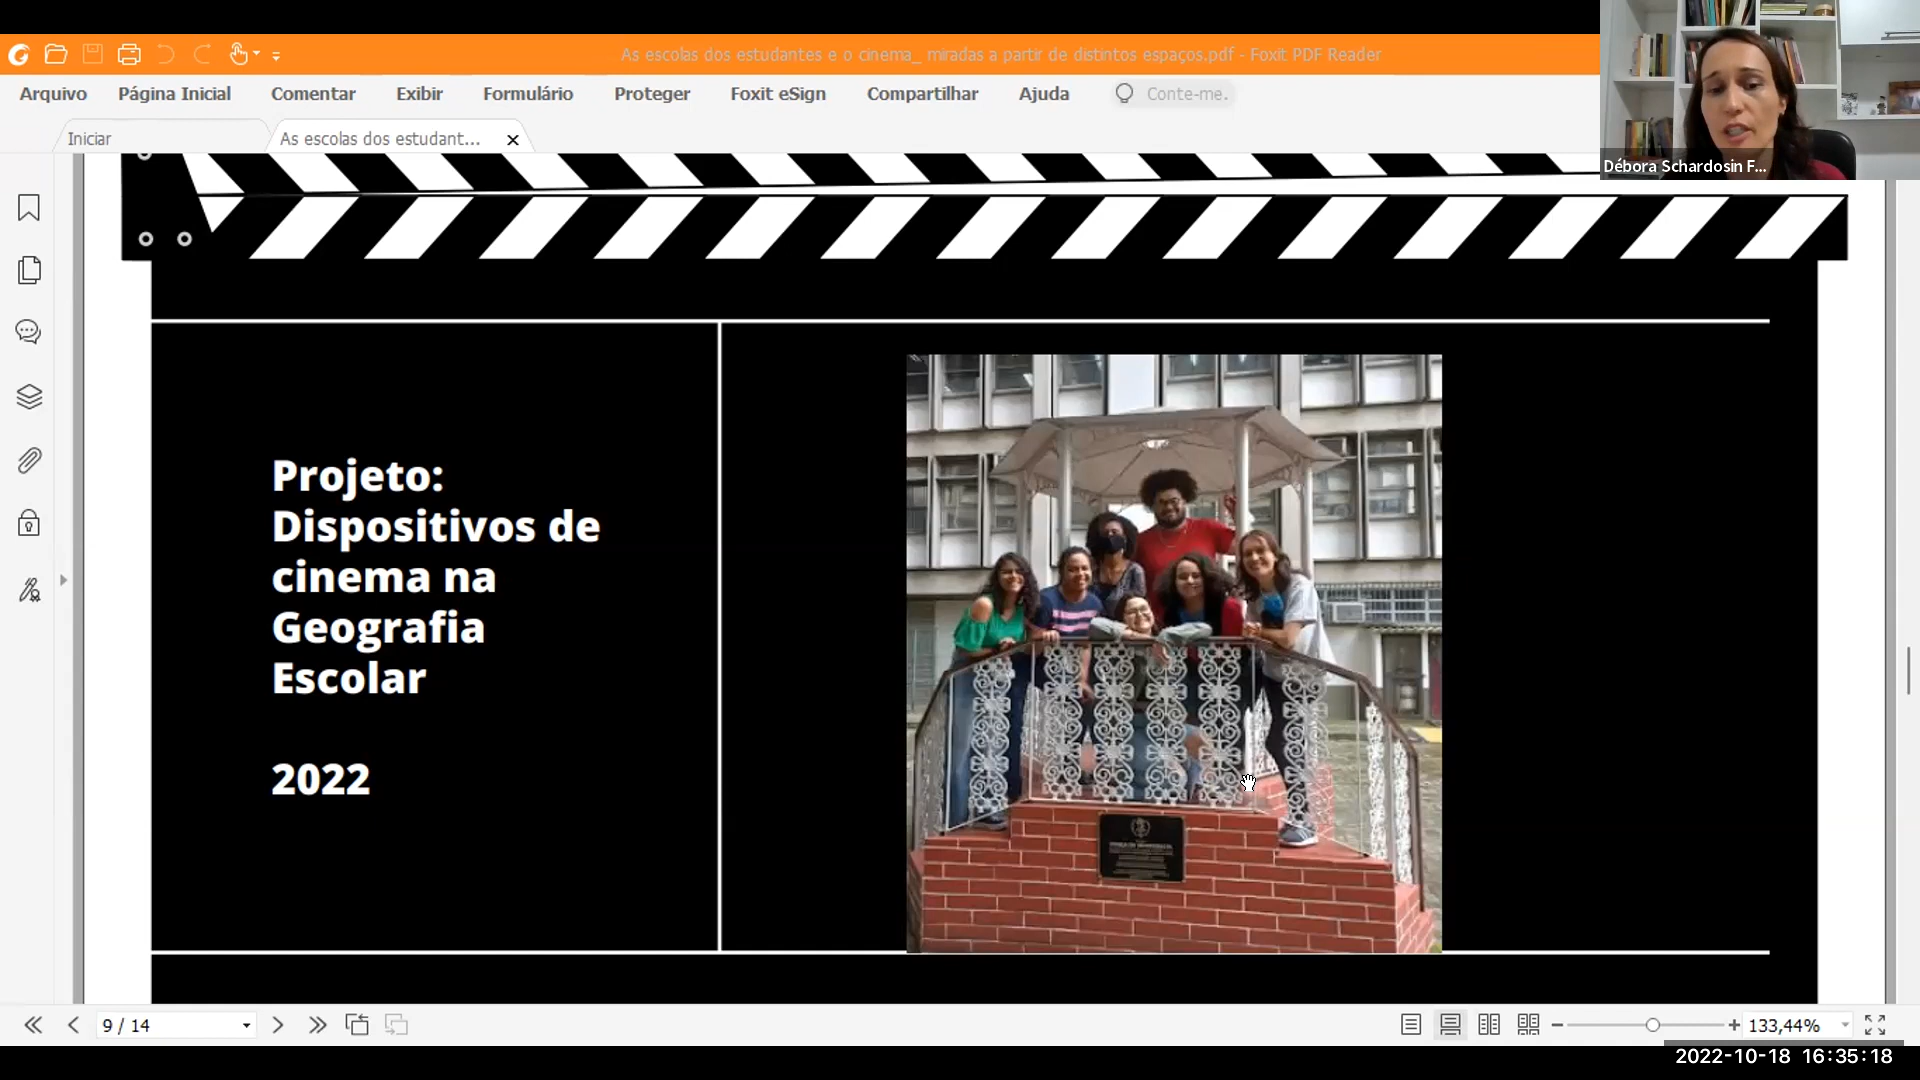 As escolas dos estudantes e o cinema_ miradas a partir de distintos espaços.pdf - Foxit PDF Reader
Arquivo Página Inicial Comentar Exibir Formulário Proteger Foxit eSign Compartilhar Ajuda Conte-me.
Iniciar As escolas dos estudant...
Débora Schardosin F...
Projeto:
Dispositivos de
cinema na
Geografia
Escolar
2022
9 / 14
133,44%
2022-10-18 16:35:18